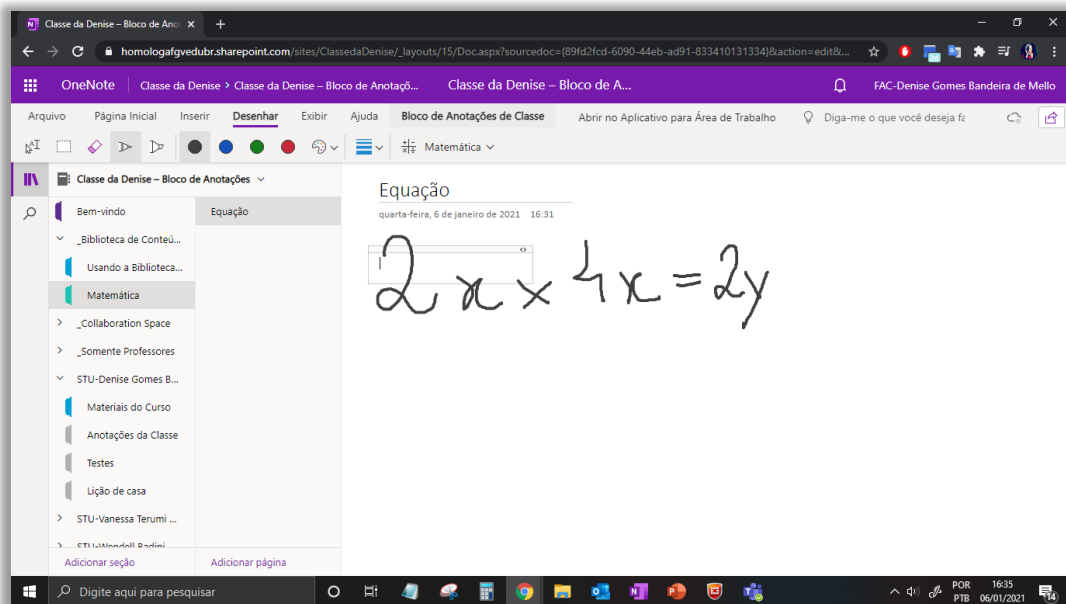 Classe da Denise – Bloco de Anot
homologafgvedubr.sharepoint.com/sites/ClassedaDenise/_layouts/15/Doc.aspx?sourcedoc={89fd2fcd-6090-44eb-ad91-833410131334}&action=edit&...
OneNote Classe da Denise > Classe da Denise – Bloco de Anotaçõ... Classe da Denise – Bloco de A... FAC-Denise Gomes Bandeira de Mello
Arquivo Página Inicial Inserir Desenhar Exibir Ajuda Bloco de Anotações de Classe Abrir no Aplicativo para Área de Trabalho Diga-me o que você deseja fa
Matemática
Classe da Denise – Bloco de Anotações
Equação
quarta-feira, 6 de janeiro de 2021 16:31
2x × 4x = 2y
Bem-vindo
_Biblioteca de Conteú...
Usando a Biblioteca...
Matemática
_Collaboration Space
_Somente Professores
STU-Denise Gomes B...
Materiais do Curso
Anotações da Classe
Testes
Lição de casa
STU-Vanessa Terumi ...
STU-Wendell Radini
Adicionar seção
Equação
Adicionar página
Digite aqui para pesquisar
POR
PTB
16:35
06/01/2021
14